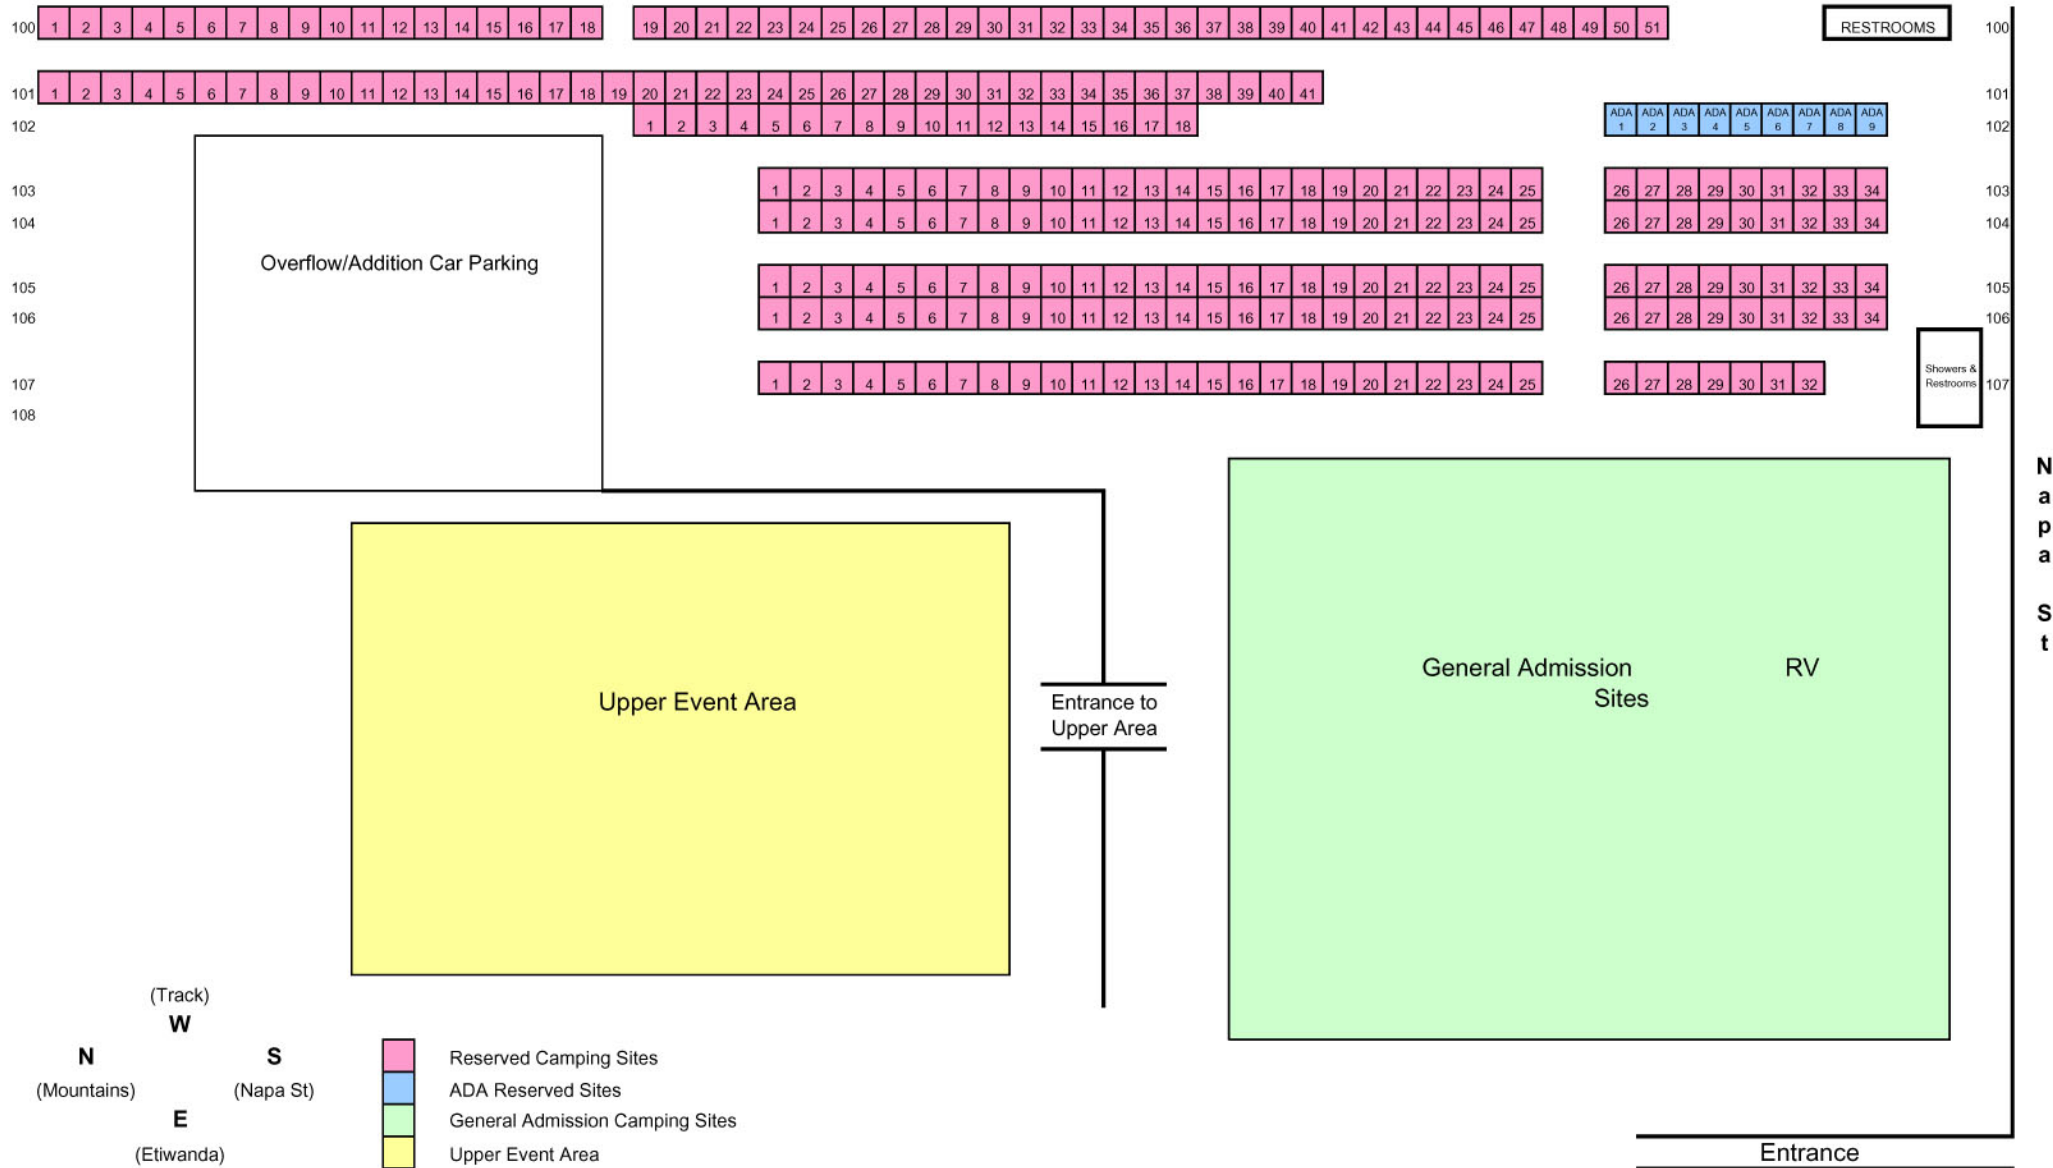 100 1 2 3 4 5 6 7 8 9 10 11 12 13 14 15 16 17 18 19 20 21 22 23 24 25 26 27 28 29 30 31 32 33 34 35 36 37 38 39 40 41 42 43 44 45 46 47 48 49 50 51 RESTROOMS 100
101 1 2 3 4 5 6 7 8 9 10 11 12 13 14 15 16 17 18 19 20 21 22 23 24 25 26 27 28 29 30 31 32 33 34 35 36 37 38 39 40 41 101
102 1 2 3 4 5 6 7 8 9 10 11 12 13 14 15 16 17 18 ADA 1 ADA 2 ADA 3 ADA 4 ADA 5 ADA 6 ADA 7 ADA 8 ADA 9 102
103 1 2 3 4 5 6 7 8 9 10 11 12 13 14 15 16 17 18 19 20 21 22 23 24 25 26 27 28 29 30 31 32 33 34 103
104 1 2 3 4 5 6 7 8 9 10 11 12 13 14 15 16 17 18 19 20 21 22 23 24 25 26 27 28 29 30 31 32 33 34 104
Overflow/Addition Car Parking
105 1 2 3 4 5 6 7 8 9 10 11 12 13 14 15 16 17 18 19 20 21 22 23 24 25 26 27 28 29 30 31 32 33 34 105
106 1 2 3 4 5 6 7 8 9 10 11 12 13 14 15 16 17 18 19 20 21 22 23 24 25 26 27 28 29 30 31 32 33 34 106
107 1 2 3 4 5 6 7 8 9 10 11 12 13 14 15 16 17 18 19 20 21 22 23 24 25 26 27 28 29 30 31 32 107
Showers &
Restrooms
108
Napa St
General Admission RV
Sites
Upper Event Area
Entrance to
Upper Area
(Track)
W
N S
(Mountains) (Napa St)
E
(Etiwanda)
Reserved Camping Sites
ADA Reserved Sites
General Admission Camping Sites
Upper Event Area
Entrance